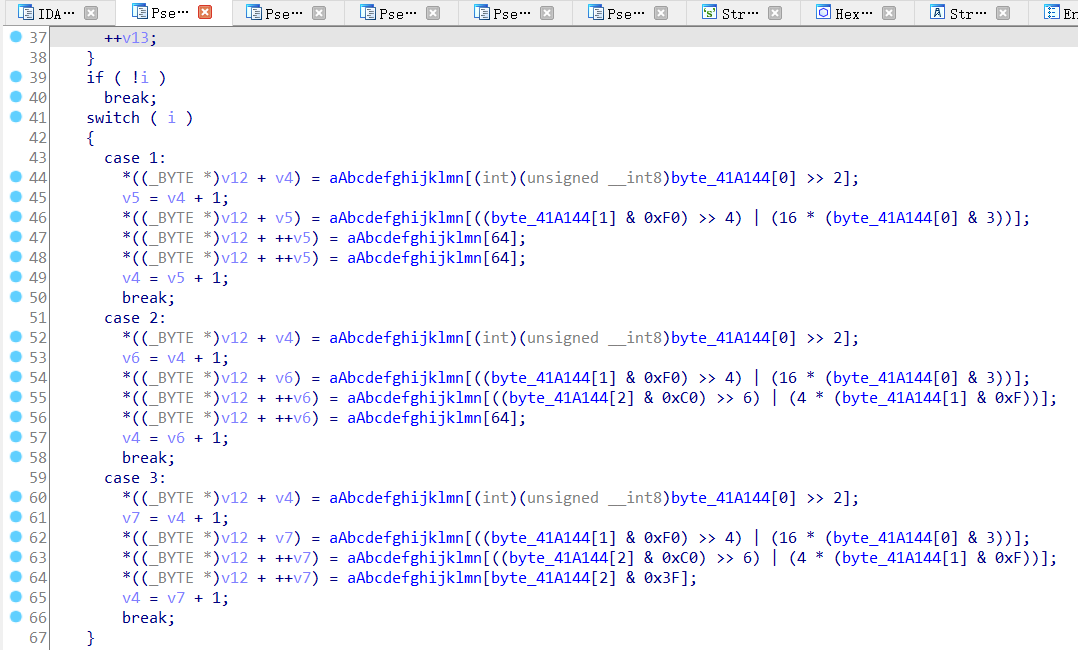 IDA⋯ Pse⋯ Pse⋯ Pse⋯ Pse⋯ Pse⋯ Str⋯ Hex⋯ Str⋯ En
37 ++v13;
38 }
39 if ( !i )
40 break;
41 switch ( i )
42 {
43 case 1:
44 *((_BYTE *)v12 + v4) = aAbcdefghijklmn[(int)(unsigned __int8)byte_41A144[0] >> 2];
45 v5 = v4 + 1;
46 *((_BYTE *)v12 + v5) = aAbcdefghijklmn[((byte_41A144[1] & 0xF0) >> 4) | (16 * (byte_41A144[0] & 3))];
47 *((_BYTE *)v12 + ++v5) = aAbcdefghijklmn[64];
48 *((_BYTE *)v12 + ++v5) = aAbcdefghijklmn[64];
49 v4 = v5 + 1;
50 break;
51 case 2:
52 *((_BYTE *)v12 + v4) = aAbcdefghijklmn[(int)(unsigned __int8)byte_41A144[0] >> 2];
53 v6 = v4 + 1;
54 *((_BYTE *)v12 + v6) = aAbcdefghijklmn[((byte_41A144[1] & 0xF0) >> 4) | (16 * (byte_41A144[0] & 3))];
55 *((_BYTE *)v12 + ++v6) = aAbcdefghijklmn[((byte_41A144[2] & 0xC0) >> 6) | (4 * (byte_41A144[1] & 0xF))];
56 *((_BYTE *)v12 + ++v6) = aAbcdefghijklmn[64];
57 v4 = v6 + 1;
58 break;
59 case 3:
60 *((_BYTE *)v12 + v4) = aAbcdefghijklmn[(int)(unsigned __int8)byte_41A144[0] >> 2];
61 v7 = v4 + 1;
62 *((_BYTE *)v12 + v7) = aAbcdefghijklmn[((byte_41A144[1] & 0xF0) >> 4) | (16 * (byte_41A144[0] & 3))];
63 *((_BYTE *)v12 + ++v7) = aAbcdefghijklmn[((byte_41A144[2] & 0xC0) >> 6) | (4 * (byte_41A144[1] & 0xF))];
64 *((_BYTE *)v12 + ++v7) = aAbcdefghijklmn[byte_41A144[2] & 0x3F];
65 v4 = v7 + 1;
66 break;
67 }